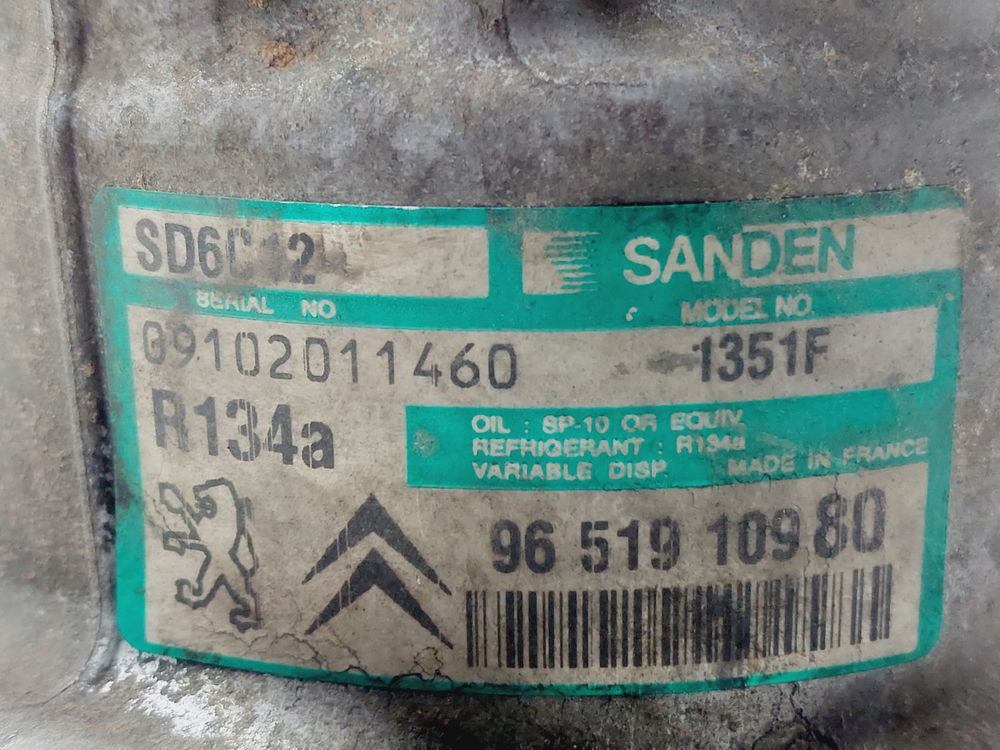 SD6C12
SANDEN
SERIAL NO
MODEL NO.
09102011460
1351F
R134a
OIL : SP-10 OR EQUIV.
REFRIGERANT : R134a
VARIABLE DISP. MADE IN FRANCE
96 519 109 80